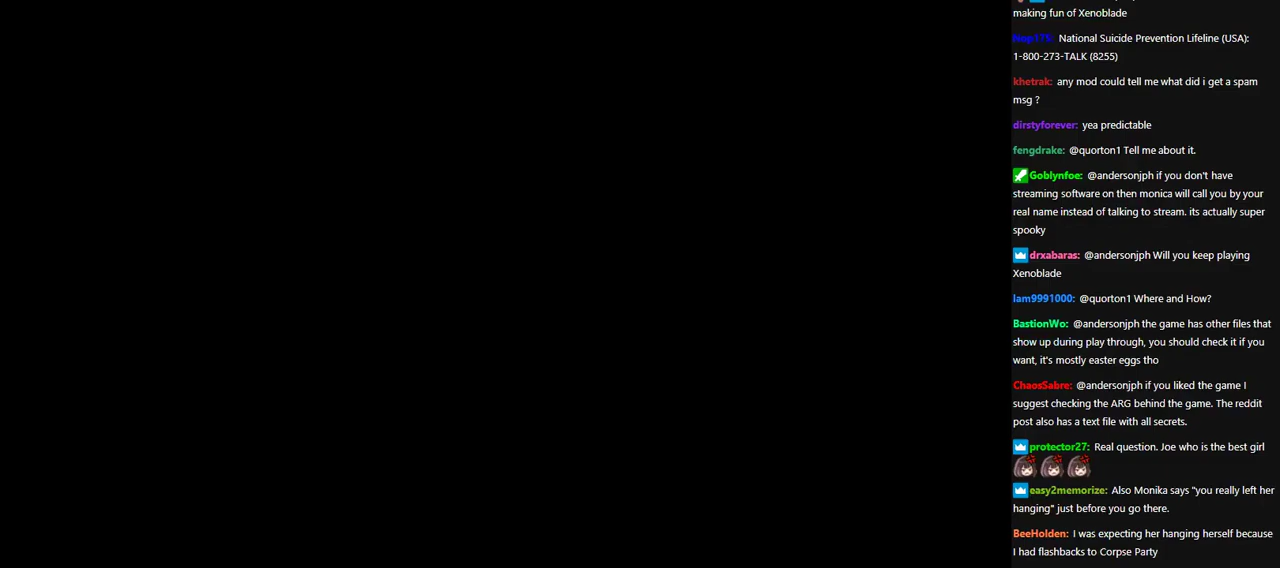 making fun of Xenoblade
Nop175: National Suicide Prevention Lifeline (USA):
1-800-273-TALK (8255)
khetrak: any mod could tell me what did i get a spam
msg ?
dirstyforever: yea predictable
fengdrake: @quorton1 Tell me about it.
Goblynfoe: @andersonjph if you don't have
streaming software on then monica will call you by your
real name instead of talking to stream. its actually super
spooky
drxabaras: @andersonjph Will you keep playing
Xenoblade
lam9991000: @quorton1 Where and How?
BastionWo: @andersonjph the game has other files that
show up during play through, you should check it if you
want, it's mostly easter eggs tho
ChaosSabre: @andersonjph if you liked the game I
suggest checking the ARG behind the game. The reddit
post also has a text file with all secrets.
protector27: Real question. Joe who is the best girl
easy2memorize: Also Monika says "you really left her
hanging" just before you go there.
BeeHolden: I was expecting her hanging herself because
I had flashbacks to Corpse Party